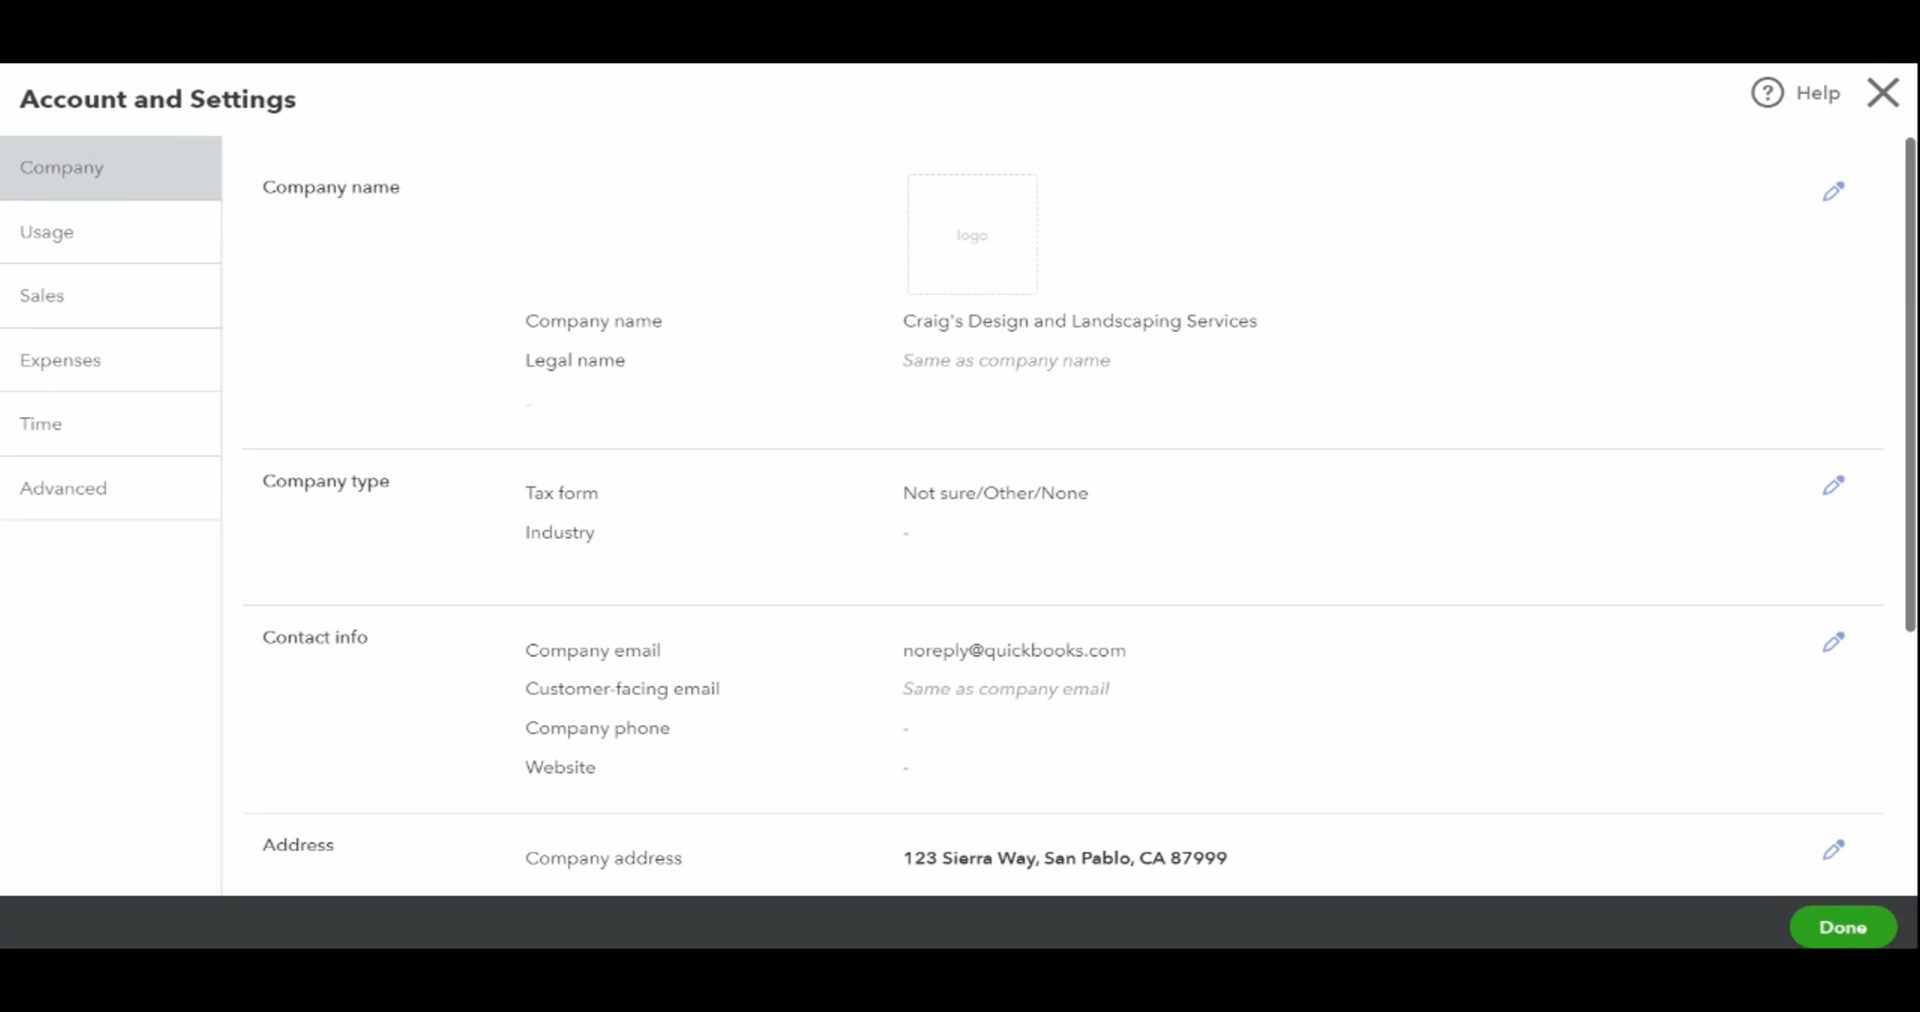 Account and Settings
? Help
Company
Usage
Sales
Expenses
Time
Advanced
Company name
logo
Company name Craig's Design and Landscaping Services
Legal name Same as company name
-
Company type
Tax form Not sure/Other/None
Industry -
Contact info
Company email noreply@quickbooks.com
Customer-facing email Same as company email
Company phone -
Website -
Address
Company address 123 Sierra Way, San Pablo, CA 87999
Done